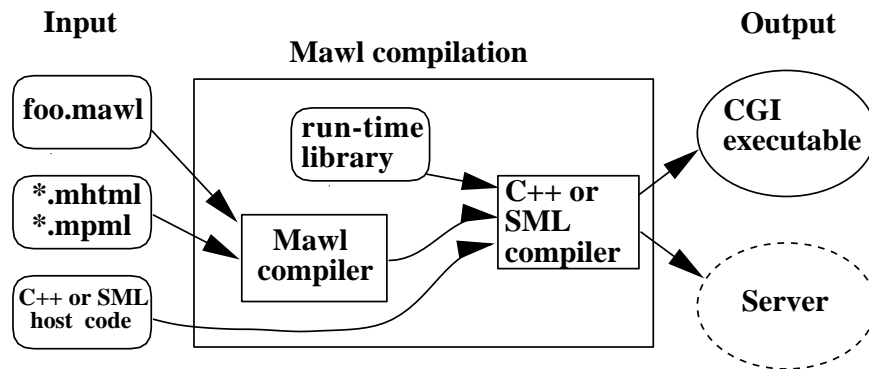 Input
Mawl compilation
Output
foo.mawl
*.mhtml
*.mpml
C++ or SML
host code
run-time
library
Mawl
compiler
C++ or
SML
compiler
CGI
executable
Server